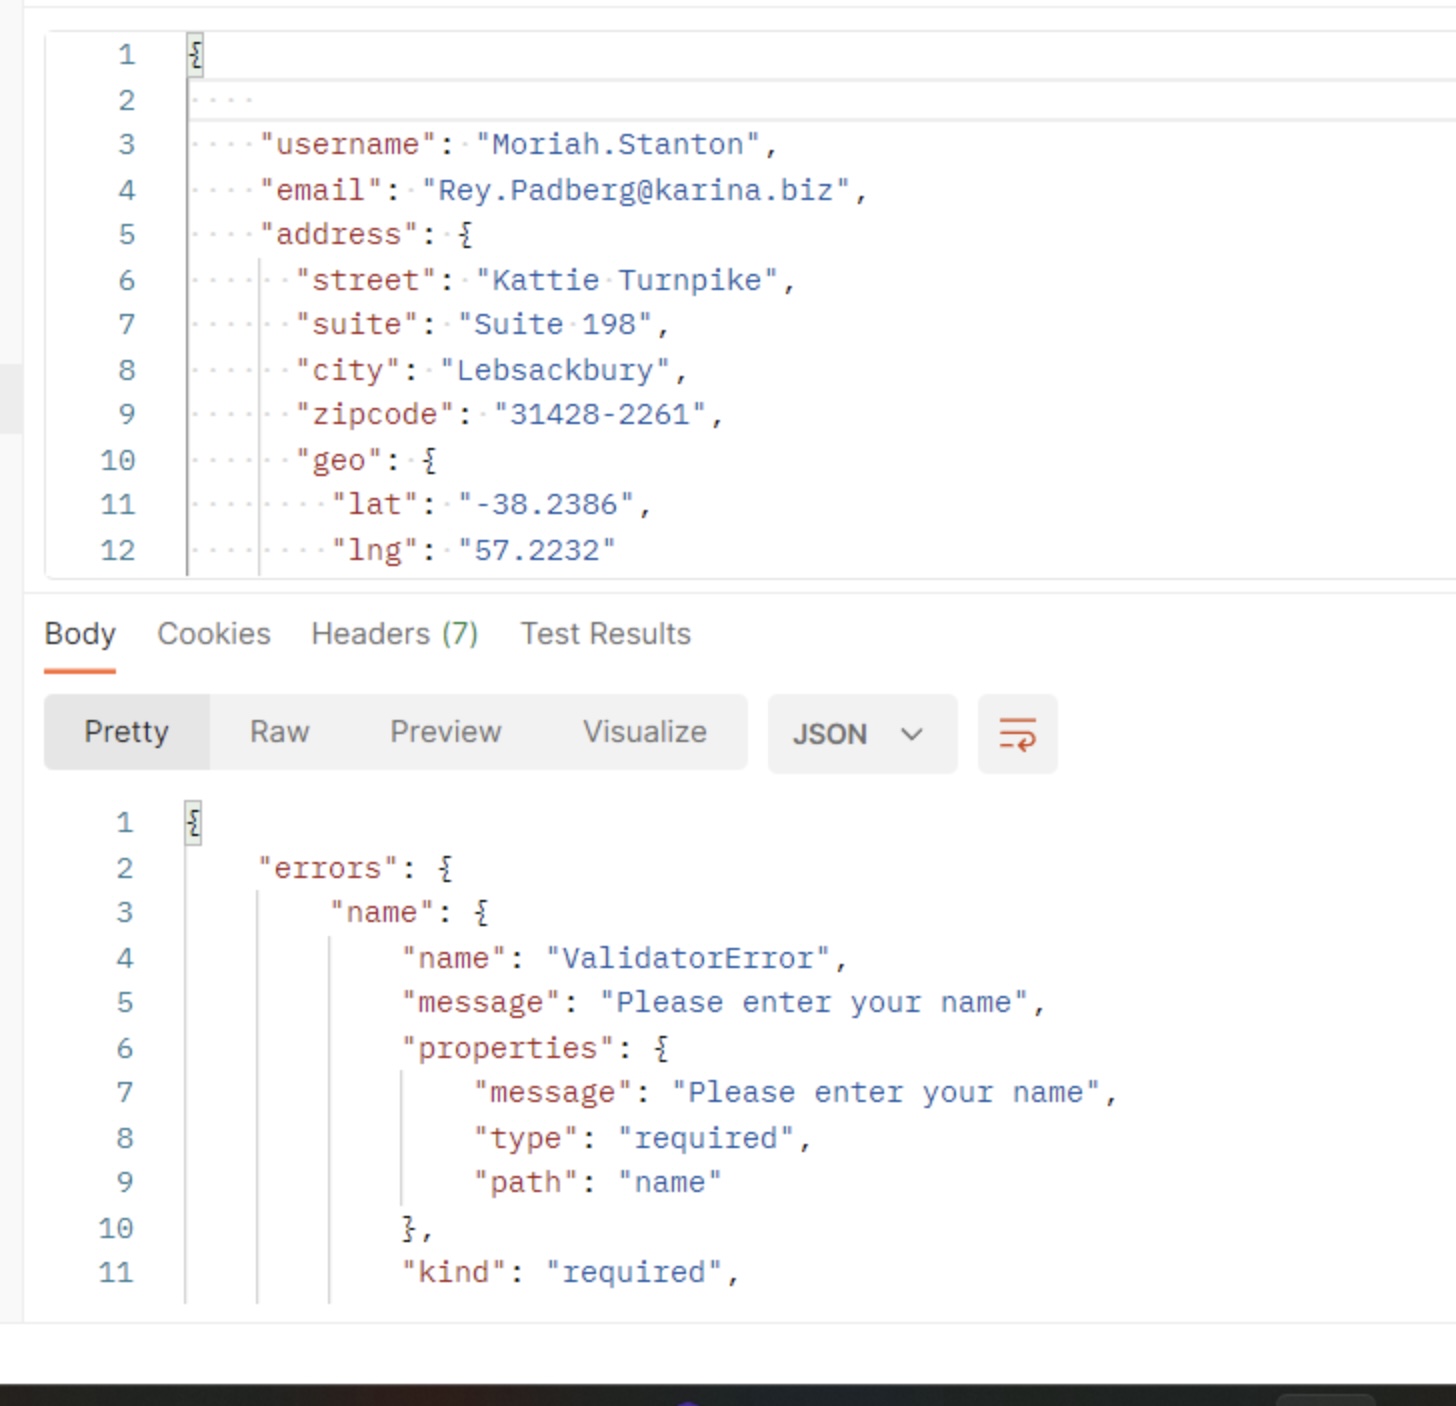 1 {
2
3 "username": "Moriah.Stanton",
4 "email": "Rey.Padberg@karina.biz",
5 "address": {
6 "street": "Kattie Turnpike",
7 "suite": "Suite 198",
8 "city": "Lebsackbury",
9 "zipcode": "31428-2261",
10 "geo": {
11 "lat": "-38.2386",
12 "lng": "57.2232"
Body Cookies Headers (7) Test Results
Pretty Raw Preview Visualize JSON
1 {
2 "errors": {
3 "name": {
4 "name": "ValidatorError",
5 "message": "Please enter your name",
6 "properties": {
7 "message": "Please enter your name",
8 "type": "required",
9 "path": "name"
10 },
11 "kind": "required",